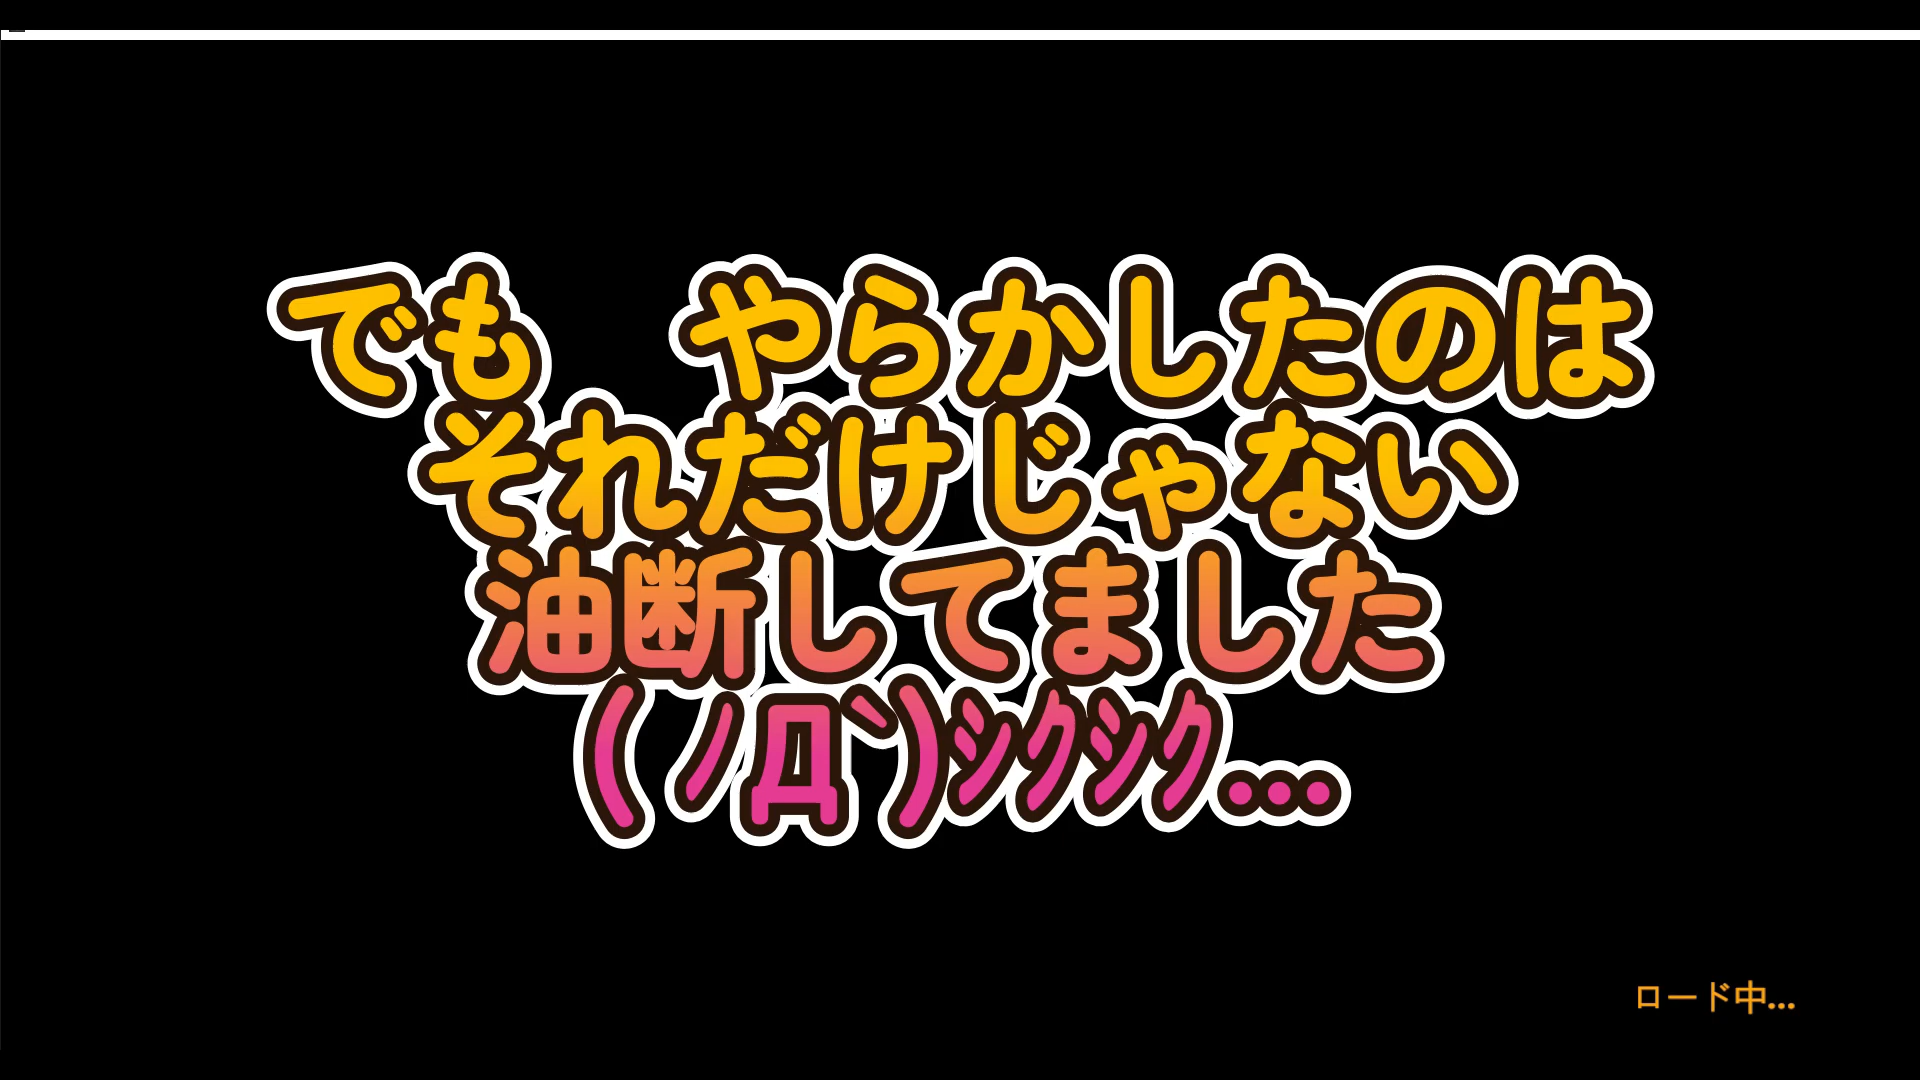 でも　やらかしたのは
それだけじゃない
油断してました
(ノД`)ｼｸｼｸ…
ロード中...